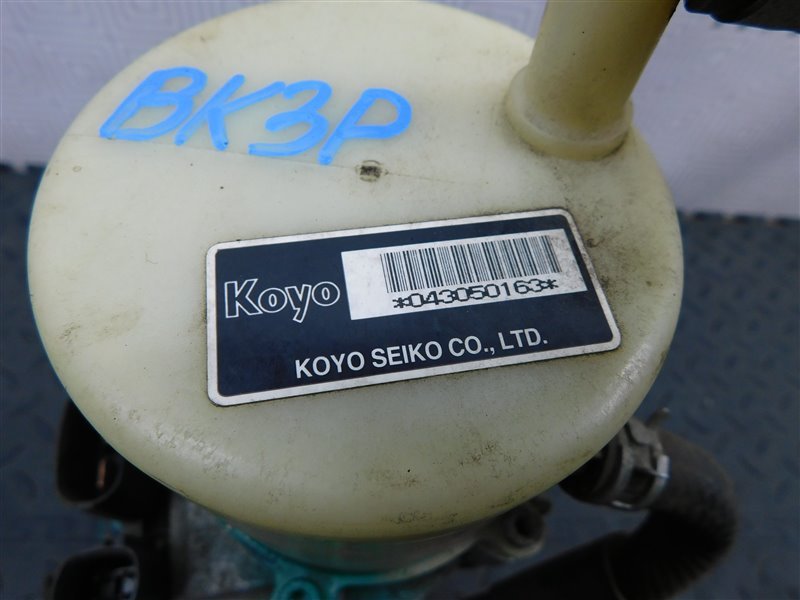 BK3P
Koyo
*043050163*
KOYO SEIKO CO., LTD.